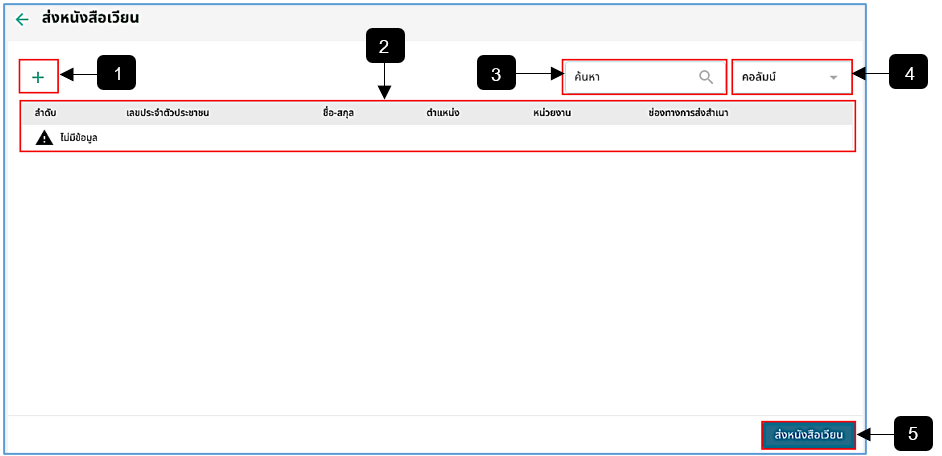 ส่งหนังสือเวียน
2
1
3
ค้นหา
คอลัมน์
4
ลำดับ เลขประจำตัวประชาชน ชื่อ-สกุล ตำแหน่ง หน่วยงาน ช่องทางการส่งสำเนา
ไม่มีข้อมูล
ส่งหนังสือเวียน
5